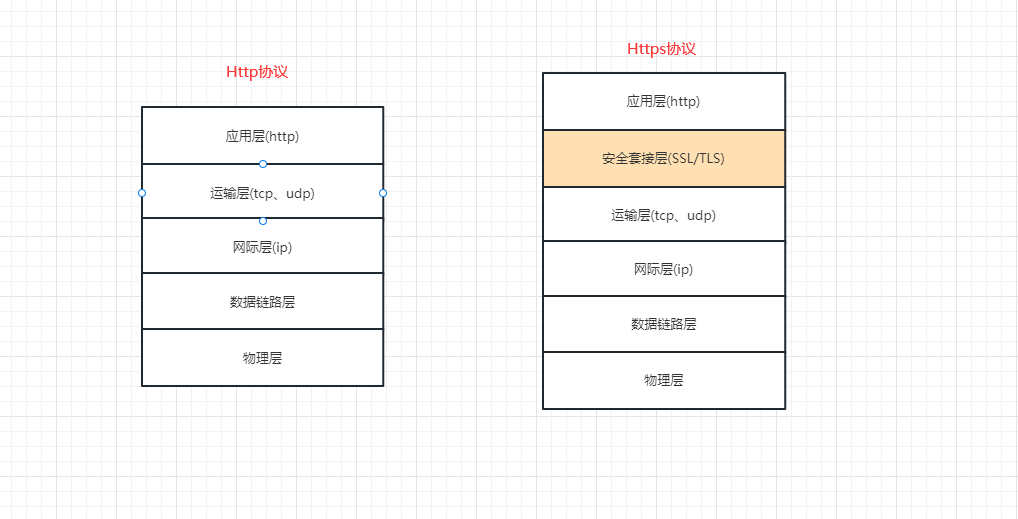 Http协议
应用层(http)
运输层(tcp、udp)
网际层(ip)
数据链路层
物理层
Https协议
应用层(http)
安全套接层(SSL/TLS)
运输层(tcp、udp)
网际层(ip)
数据链路层
物理层